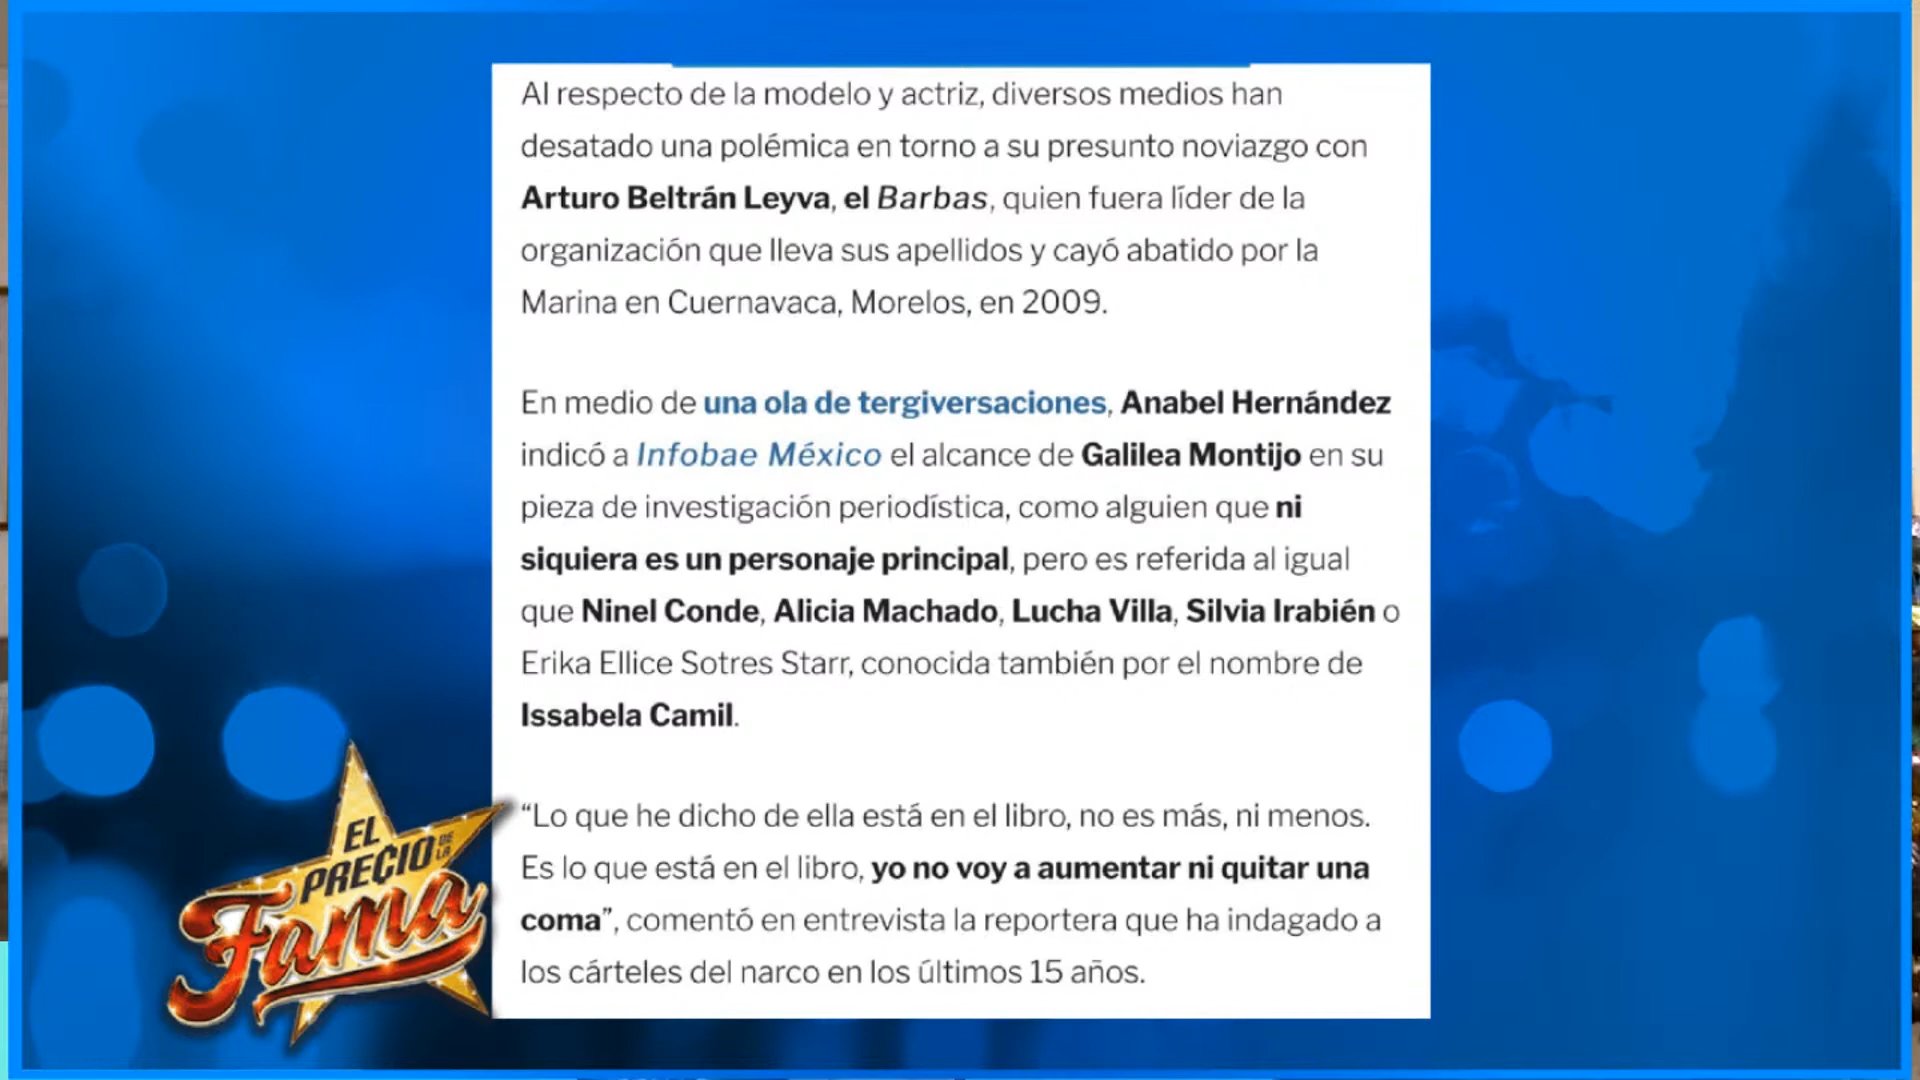 Al respecto de la modelo y actriz, diversos medios han
desatado una polémica en torno a su presunto noviazgo con
Arturo Beltrán Leyva, el Barbas, quien fuera líder de la
organización que lleva sus apellidos y cayó abatido por la
Marina en Cuernavaca, Morelos, en 2009.
En medio de una ola de tergiversaciones, Anabel Hernández
indicó a Infobae México el alcance de Galilea Montijo en su
pieza de investigación periodística, como alguien que ni
siquiera es un personaje principal, pero es referida al igual
que Ninel Conde, Alicia Machado, Lucha Villa, Silvia Irabién o
Erika Ellice Sotres Starr, conocida también por el nombre de
Issabela Camil.
“Lo que he dicho de ella está en el libro, no es más, ni menos.
Es lo que está en el libro, yo no voy a aumentar ni quitar una
coma”, comentó en entrevista la reportera que ha indagado a
los cárteles del narco en los últimos 15 años.
EL
PRECIO DE LA
Fama